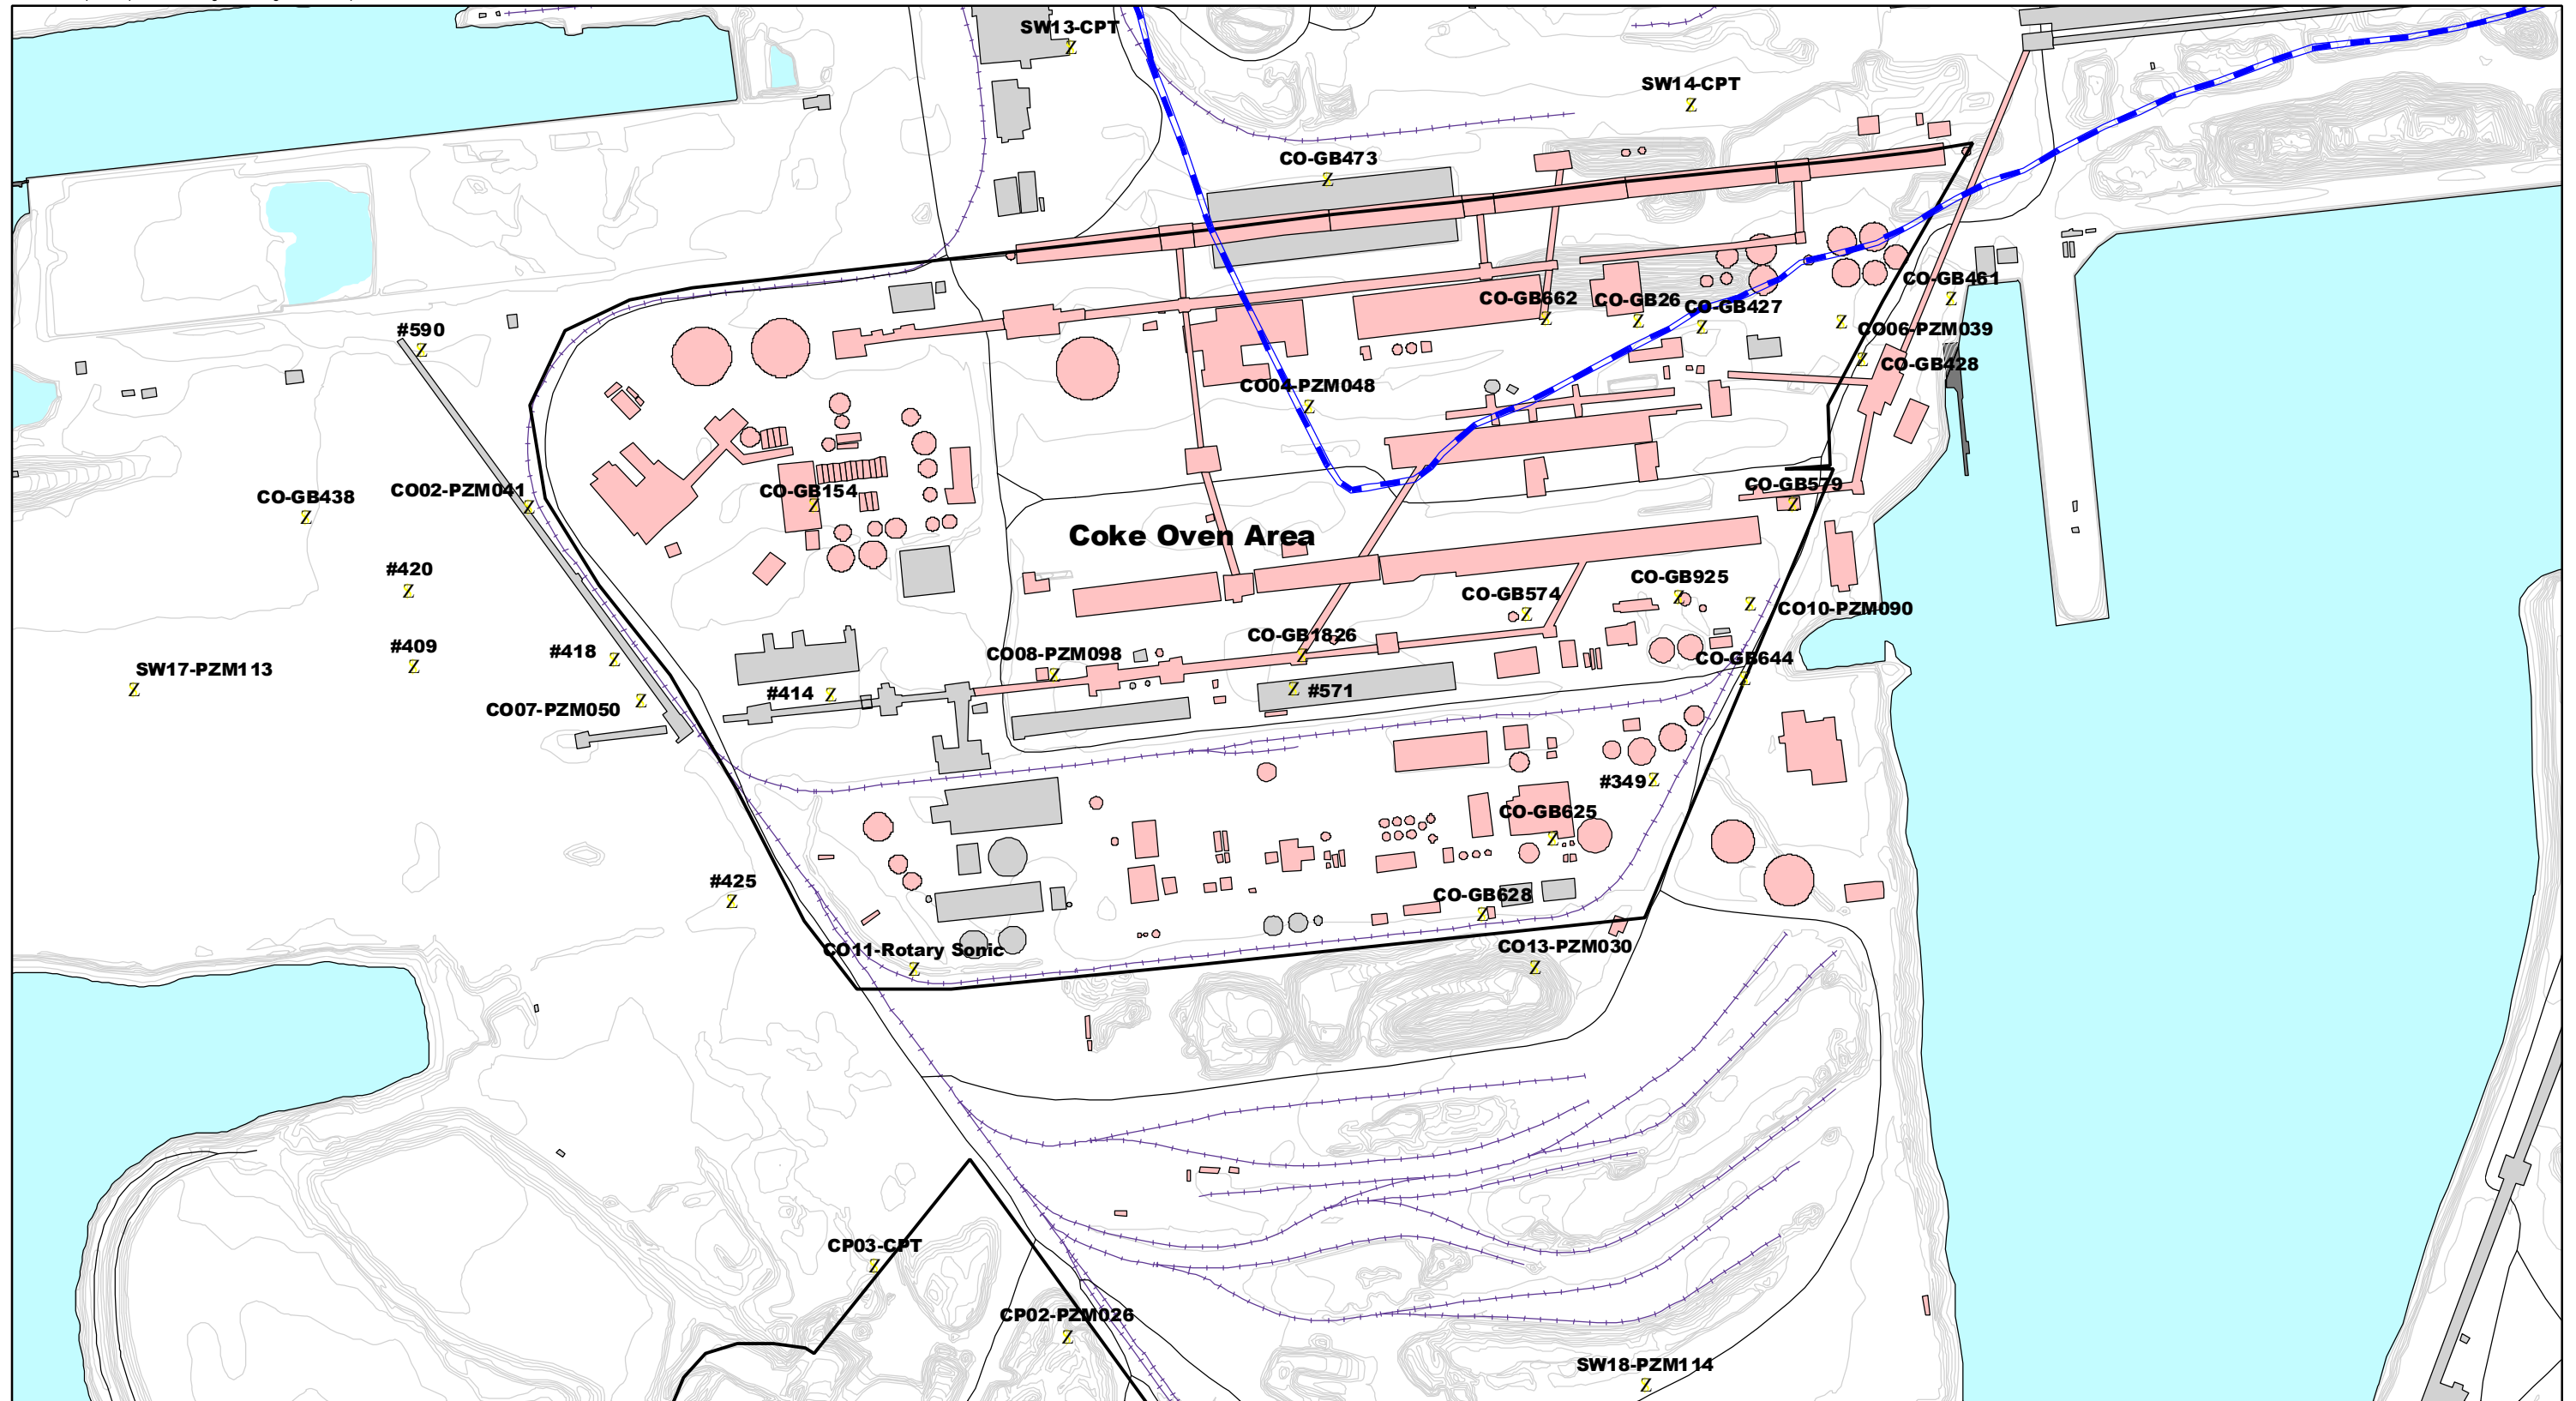 SW13-CPT
Z
SW14-CPT
Z
CO-GB473
Z
CO-GB461
Z
CO-GB662
Z
CO-GB26
Z
CO-GB427
Z
#590
Z
Z
CO06-PZM039
Z
CO-GB428
CO04-PZM048
Z
CO-GB438
Z
CO02-PZM041
Z
CO-GB154
Z
CO-GB579
Z
Coke Oven Area
#420
Z
CO-GB574
Z
CO-GB925
Z
Z
CO10-PZM090
#409
Z
#418
Z
CO08-PZM098
Z
CO-GB1826
Z
CO-GB644
Z
SW17-PZM113
Z
#414
Z
Z
#571
CO07-PZM050
Z
#349
Z
CO-GB625
Z
#425
Z
CO-GB628
Z
CO11-Rotary Sonic
Z
CO13-PZM030
Z
CP03-CPT
Z
CP02-PZM026
Z
SW18-PZM114
Z